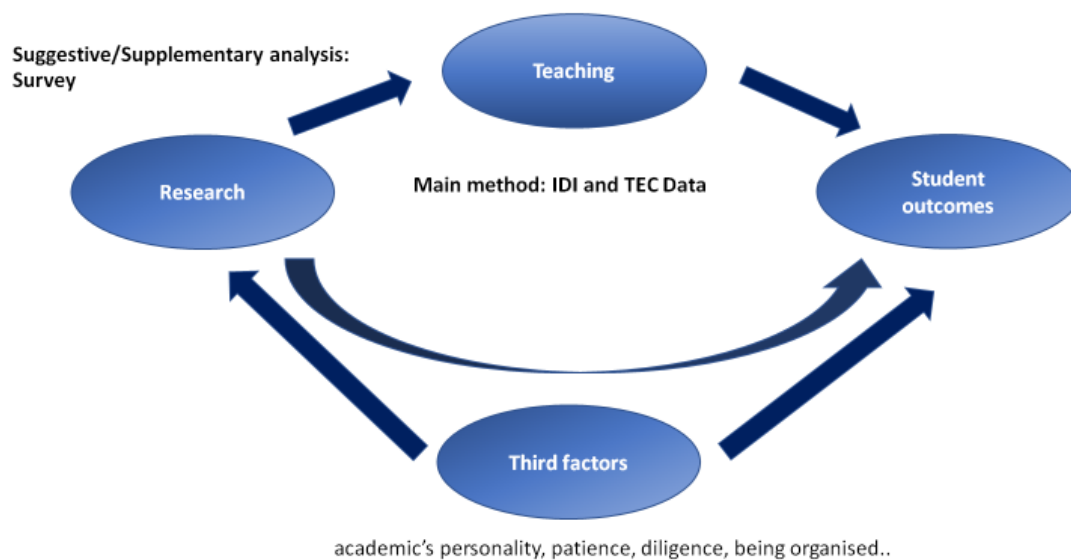 Suggestive/Supplementary analysis:
Survey
Teaching
Research
Main method: IDI and TEC Data
Student
outcomes
Third factors
academic's personality, patience, diligence, being organised..